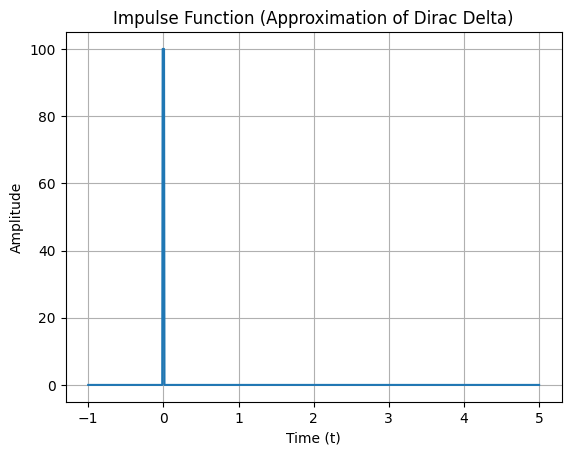 Impulse Function (Approximation of Dirac Delta)
100
80
60
40
20
0
Amplitude
−1 0 1 2 3 4 5
Time (t)